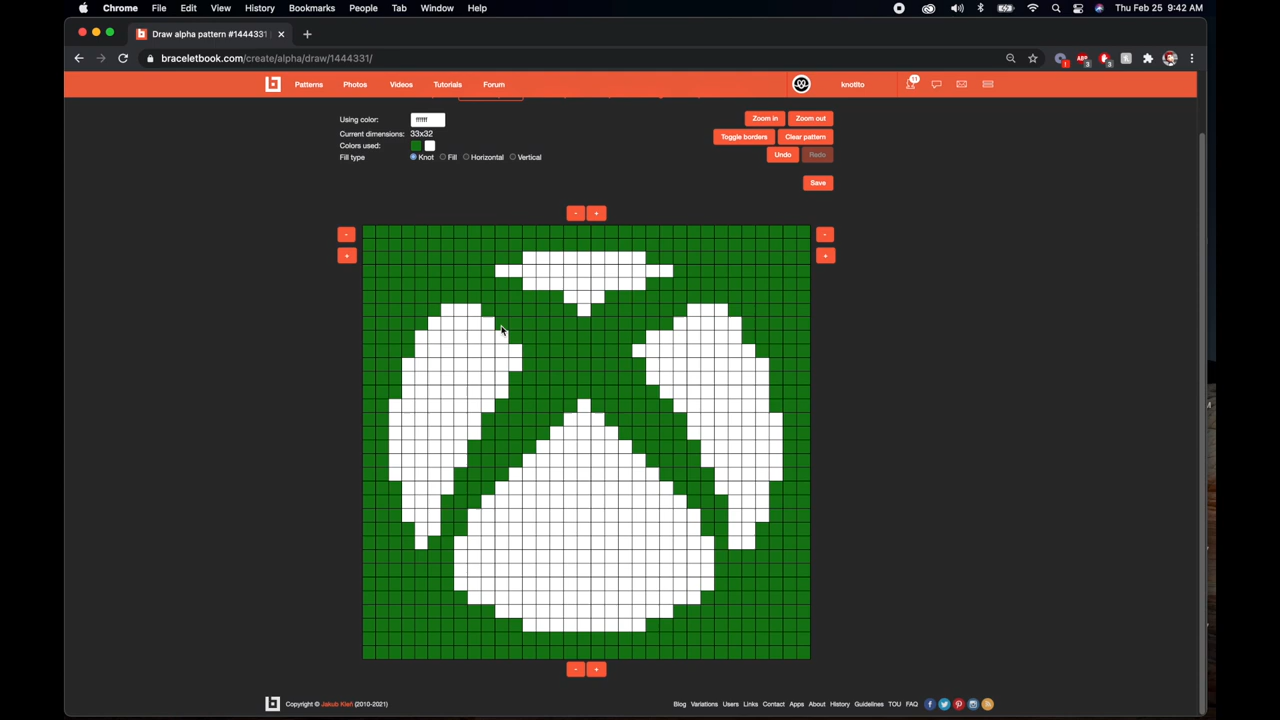 Chrome File Edit View History Bookmarks People Tab Window Help Thu Feb 25 9:42 AM
Draw alpha pattern #1444331
braceletbook.com/create/alpha/draw/1444331/
Patterns Photos Videos Tutorials Forum knotito 11
Using color: ffffff Zoom in Zoom out
Current dimensions: 33x32 Toggle borders Clear pattern
Colors used:
Fill type Knot Fill Horizontal Vertical Undo Redo
Save
- +
- -
+ +
- +
Copyright © Jakub Kleň (2010-2021) Blog Variations Users Links Contact Apps About History Guidelines TOU FAQ